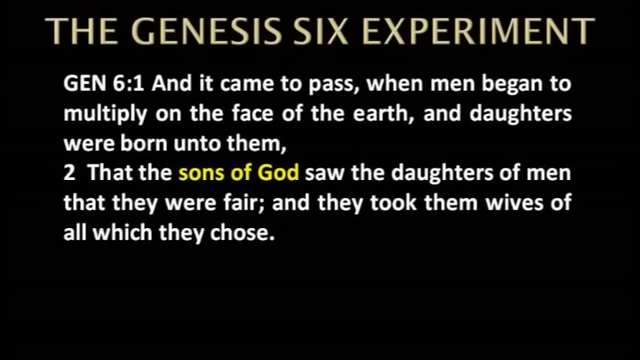 THE GENESIS SIX EXPERIMENT
GEN 6:1 And it came to pass, when men began to
multiply on the face of the earth, and daughters
were born unto them,
2 That the sons of God saw the daughters of men
that they were fair; and they took them wives of
all which they chose.